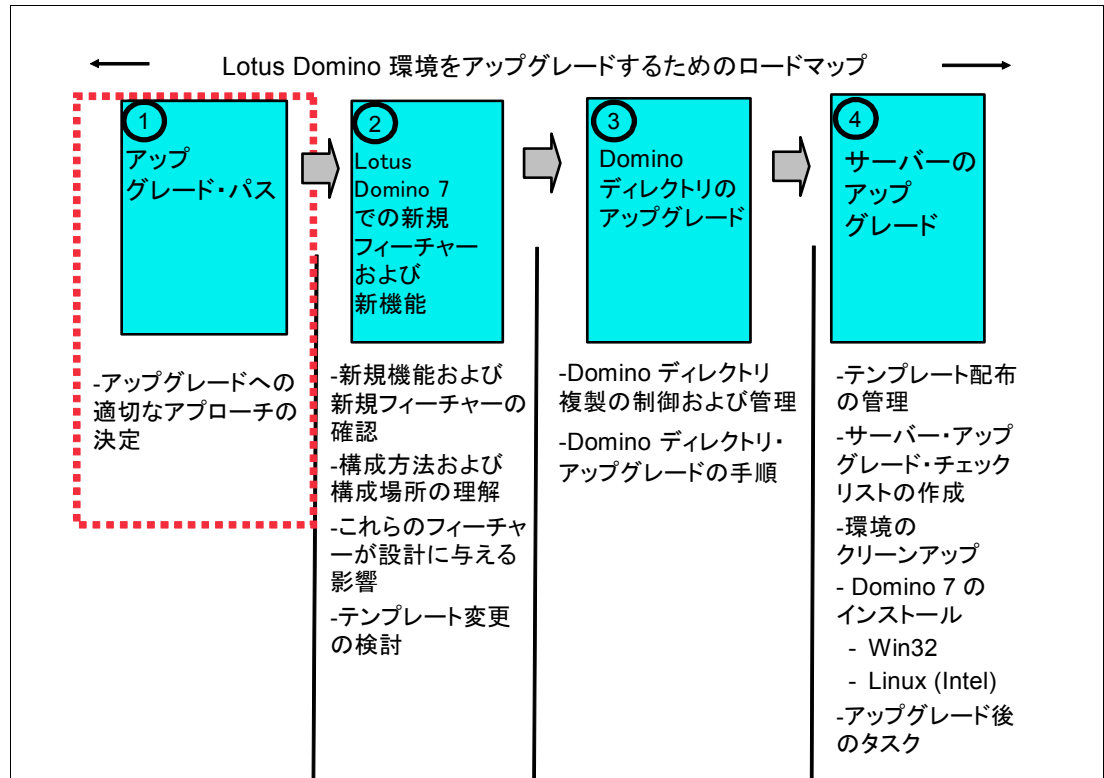 Lotus Domino 環境をアップグレードするためのロードマップ
1
アップ
グレード・パス
-アップグレードへの
適切なアプローチの
決定
2
Lotus
Domino 7
での新規
フィーチャー
および
新機能
-新規機能および
新規フィーチャーの
確認
-構成方法および
構成場所の理解
-これらのフィーチャ
ーが設計に与える
影響
-テンプレート変更
の検討
3
Domino
ディレクトリの
アップグレード
-Domino ディレクトリ
複製の制御および管理
-Domino ディレクトリ・
アップグレードの手順
4
サーバーの
アップ
グレード
-テンプレート配布
の管理
-サーバー・アップ
グレード・チェック
リストの作成
-環境の
クリーンアップ
- Domino 7 の
インストール
- Win32
- Linux (Intel)
-アップグレード後
のタスク